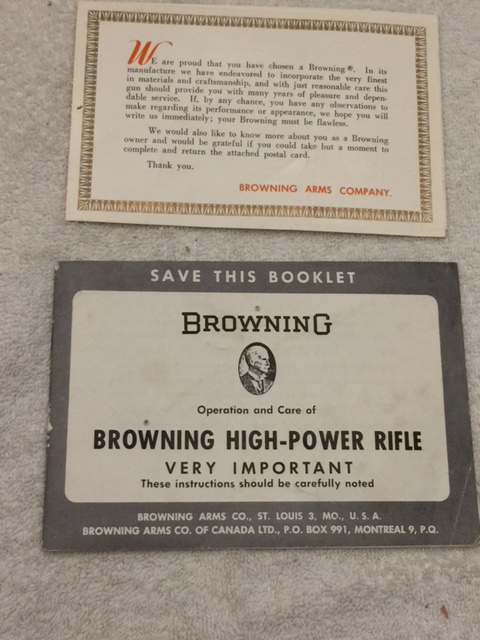 WE are proud that you have chosen a Browning®. In its
manufacture we have endeavored to incorporate the very finest
in materials and craftsmanship, and with just reasonable care this
gun should provide you with many years of pleasure and depen-
dable service. If, by any chance, you have any observations to
make regarding its performance or appearance, we hope you will
write us immediately; your Browning must be flawless.
We would also like to know more about you as a Browning
owner and would be grateful if you could take but a moment to
complete and return the attached postal card.
Thank you.
BROWNING ARMS COMPANY.
SAVE THIS BOOKLET
®
BROWNING
Operation and Care of
®
BROWNING HIGH-POWER RIFLE
VERY IMPORTANT
These instructions should be carefully noted
BROWNING ARMS CO., ST. LOUIS 3, MO., U. S. A.
BROWNING ARMS CO. OF CANADA LTD., P.O. BOX 991, MONTREAL 9, P.Q.